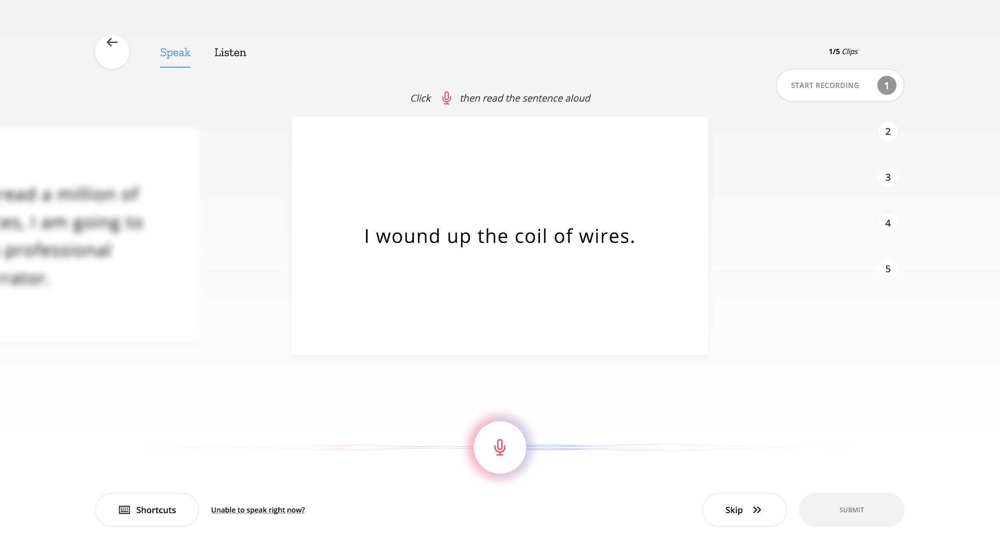 Speak
Listen
1/5 Clips
START RECORDING
1
Click
then read the sentence aloud
2
3
4
5
read a million of
I am going to
professional
I wound up the coil of wires.
Shortcuts
Unable to speak right now?
Skip
SUBMIT